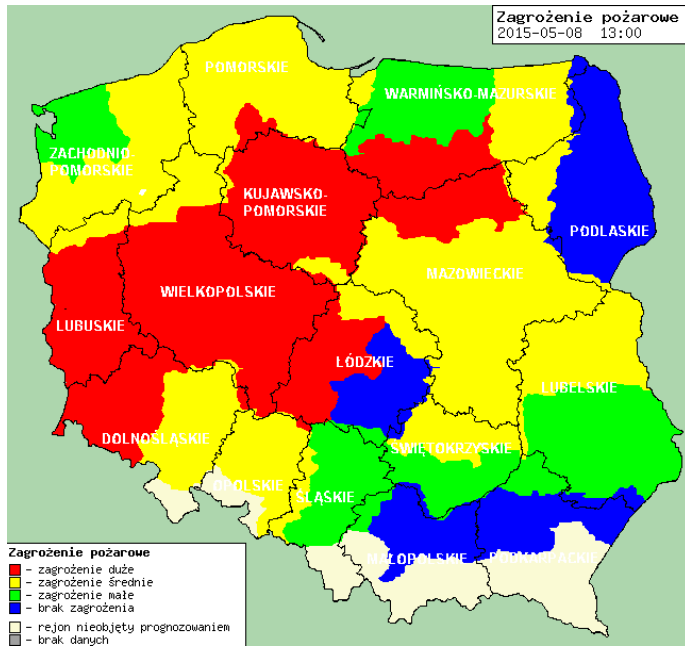 Zagrożenie pożarowe
2015-05-08 13:00
POMORSKIE
WARMIŃSKO-MAZURSKIE
ZACHODNIO
POMORSKIE
KUJAWSKO-
POMORSKIE
PODLASKIE
MAZOWIECKIE
WIELKOPOLSKIE
LUBUSKIE
ŁÓDZKIE
LUBELSKIE
DOLNOŚLĄSKIE
ŚWIĘTOKRZYSKIE
OPOLSKIE
ŚLĄSKIE
MAŁOPOLSKIE
PODKARPACKIE
Zagrożenie pożarowe
- zagrożenie duże
- zagrożenie średnie
- zagrożenie małe
- brak zagrożenia
- rejon nieobjęty prognozowaniem
- brak danych